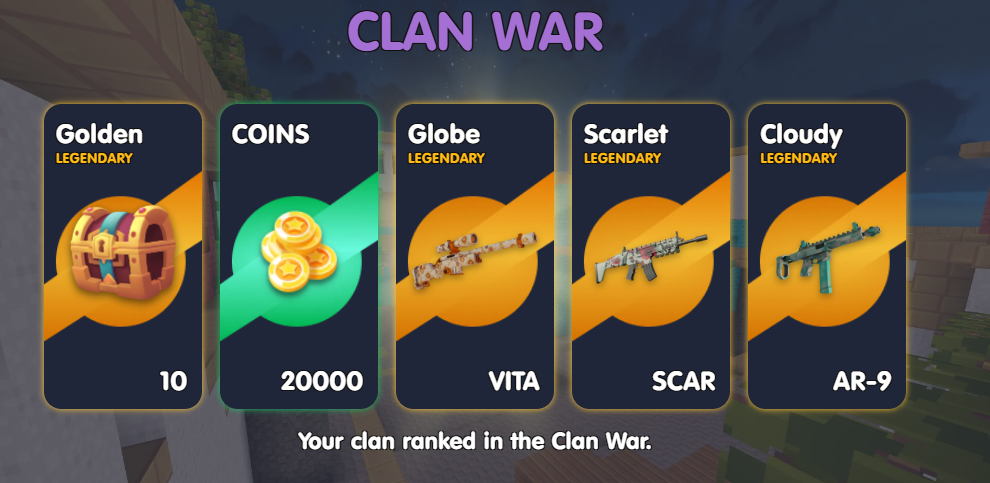 CLAN WAR
Golden
LEGENDARY
10
COINS
20000
Globe
LEGENDARY
VITA
Scarlet
LEGENDARY
SCAR
Cloudy
LEGENDARY
AR-9
Your clan ranked in the Clan War.